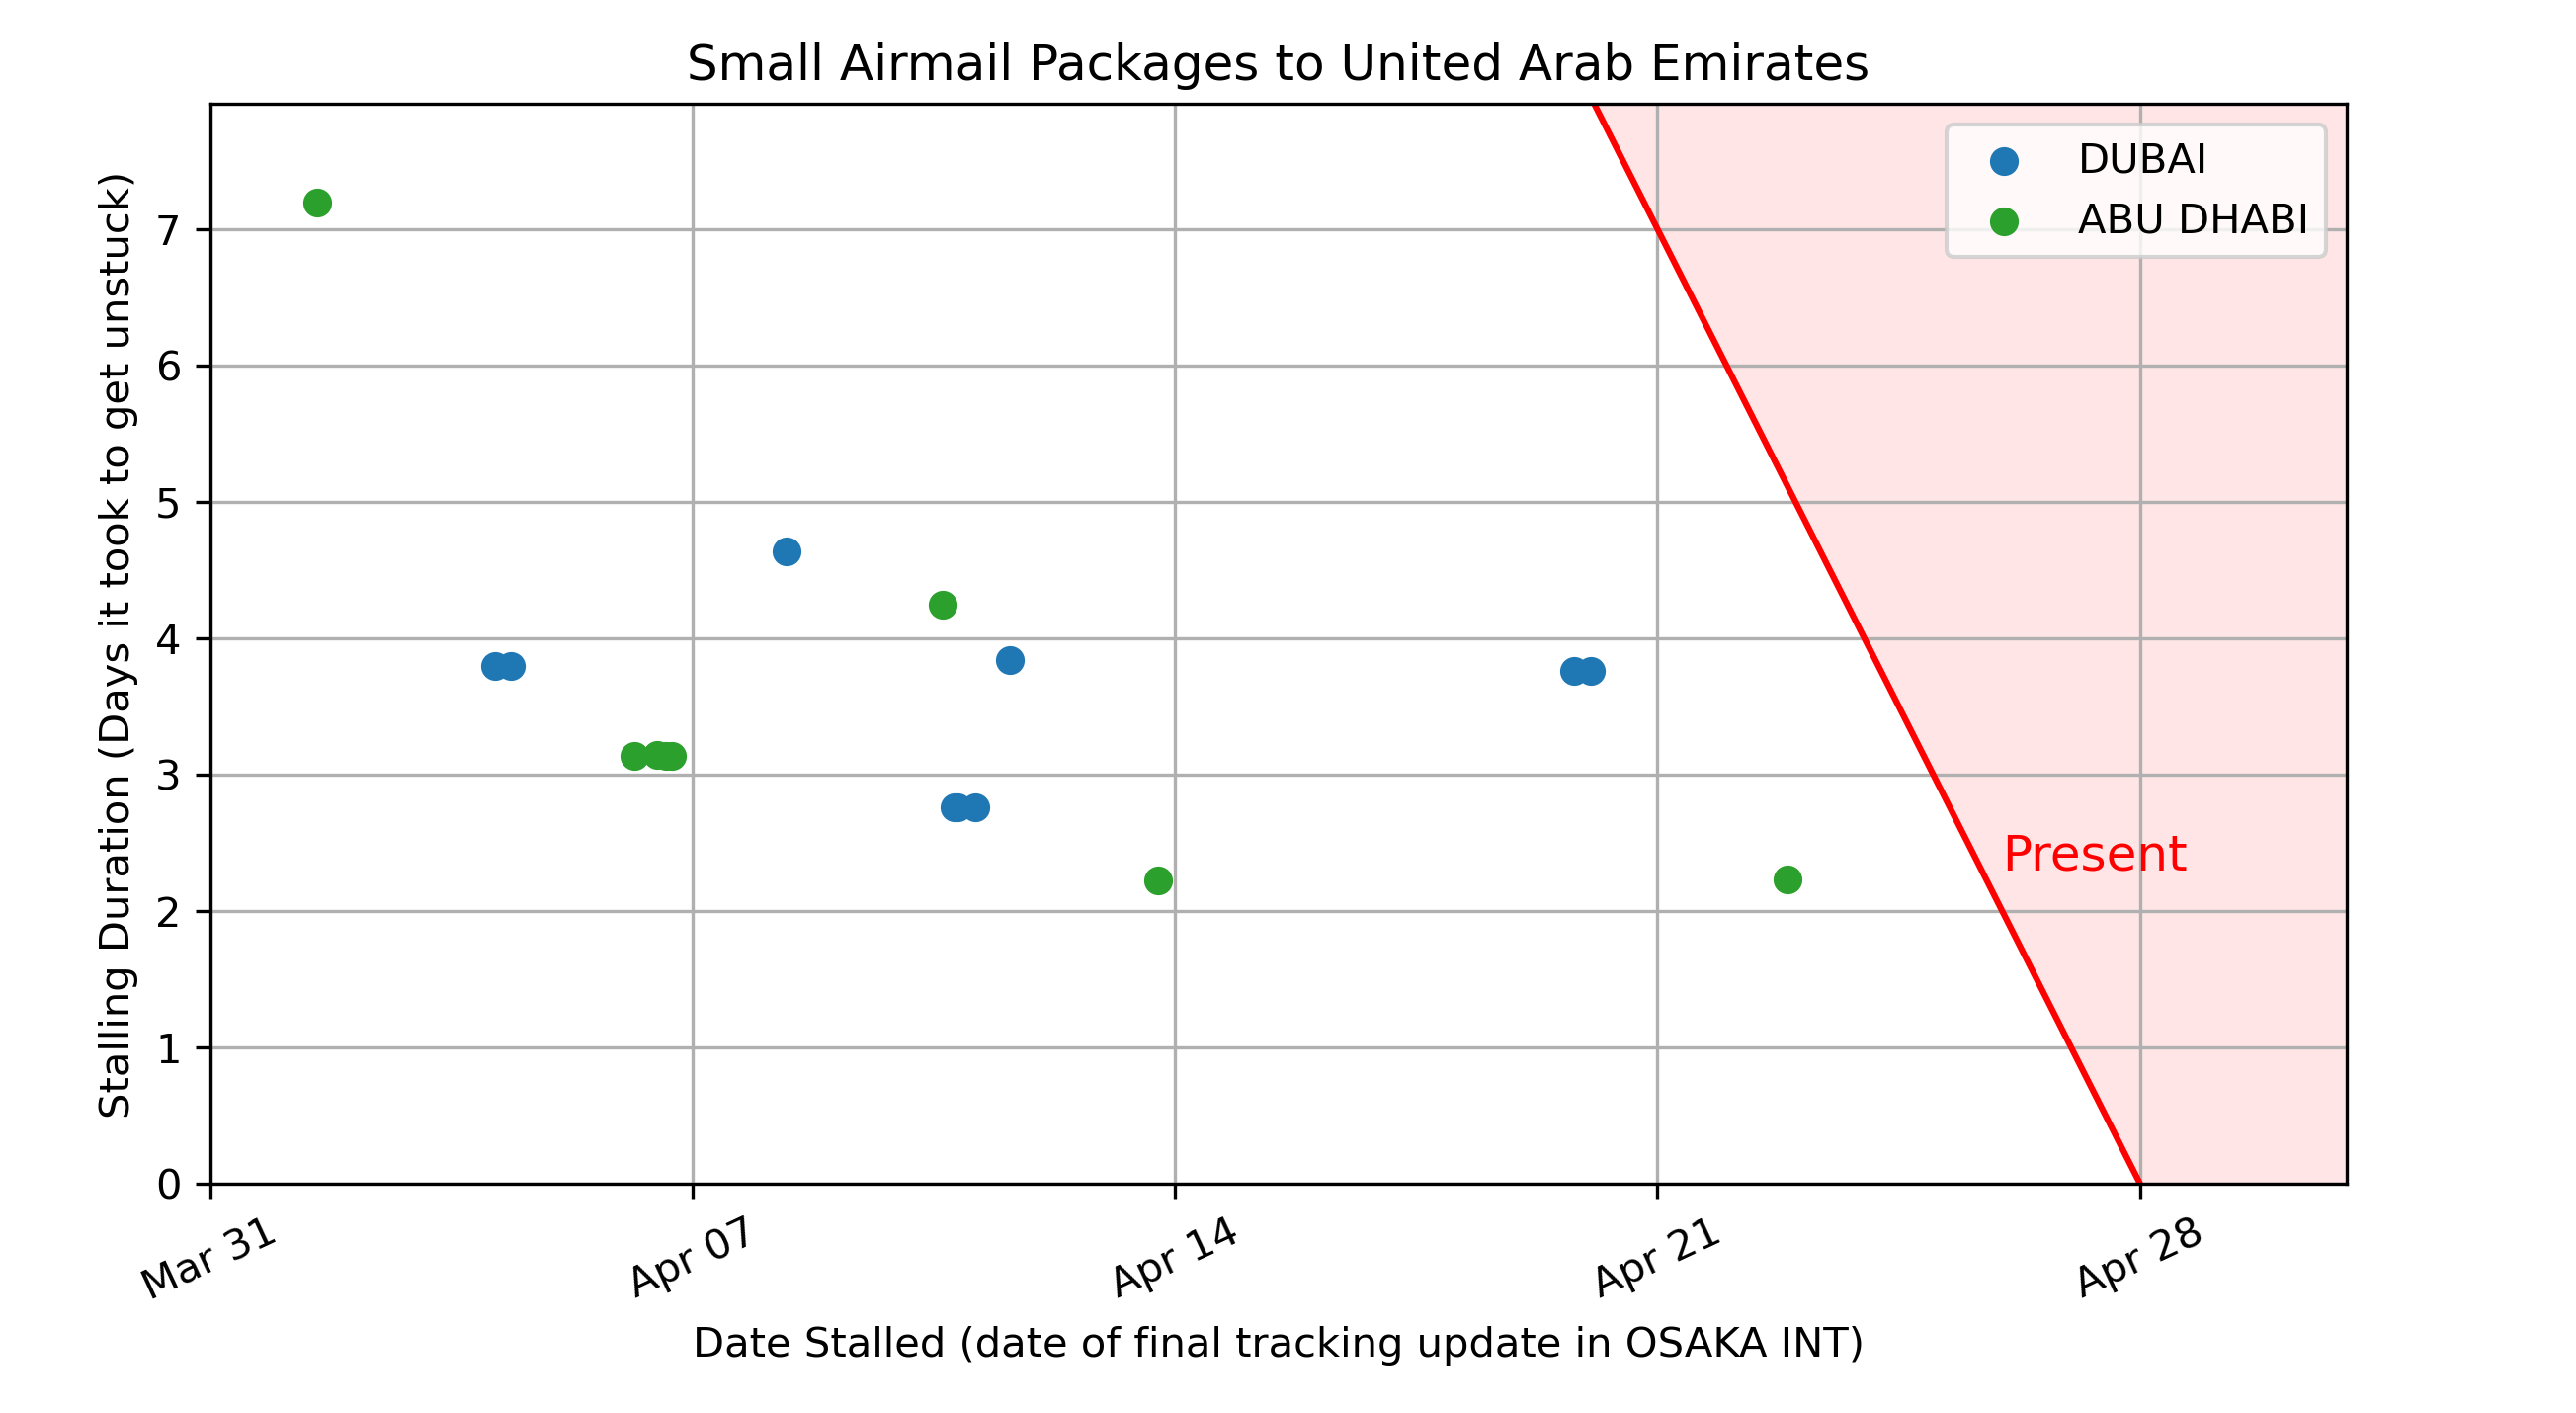 Small Airmail Packages to United Arab Emirates
DUBAI
ABU DHABI
Stalling Duration (Days it took to get unstuck)
7
6
5
4
3
2
1
0
Present
Mar 31
Apr 07
Apr 14
Apr 21
Apr 28
Date Stalled (date of final tracking update in OSAKA INT)